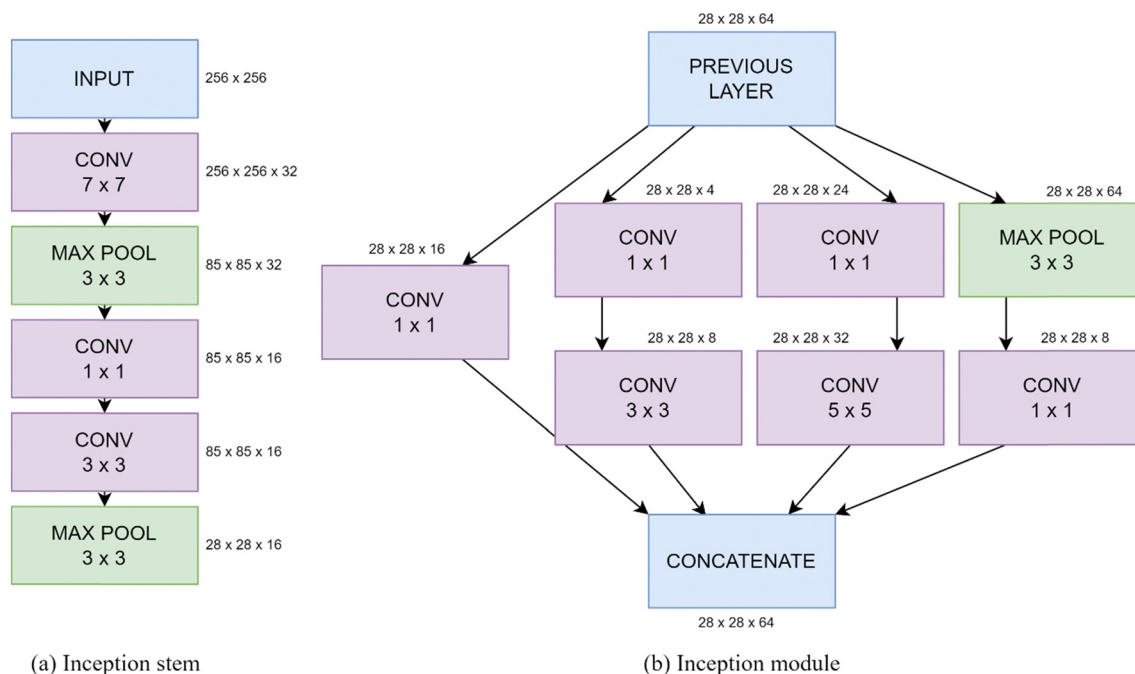 INPUT
256 x 256
CONV
7 x 7
256 x 256 x 32
MAX POOL
3 x 3
85 x 85 x 32
CONV
1 x 1
85 x 85 x 16
CONV
3 x 3
85 x 85 x 16
MAX POOL
3 x 3
28 x 28 x 16
(a) Inception stem
28 x 28 x 64
PREVIOUS
LAYER
28 x 28 x 16
CONV
1 x 1
28 x 28 x 4
CONV
1 x 1
28 x 28 x 24
CONV
1 x 1
28 x 28 x 64
MAX POOL
3 x 3
28 x 28 x 8
CONV
3 x 3
28 x 28 x 32
CONV
5 x 5
28 x 28 x 8
CONV
1 x 1
CONCATENATE
28 x 28 x 64
(b) Inception module